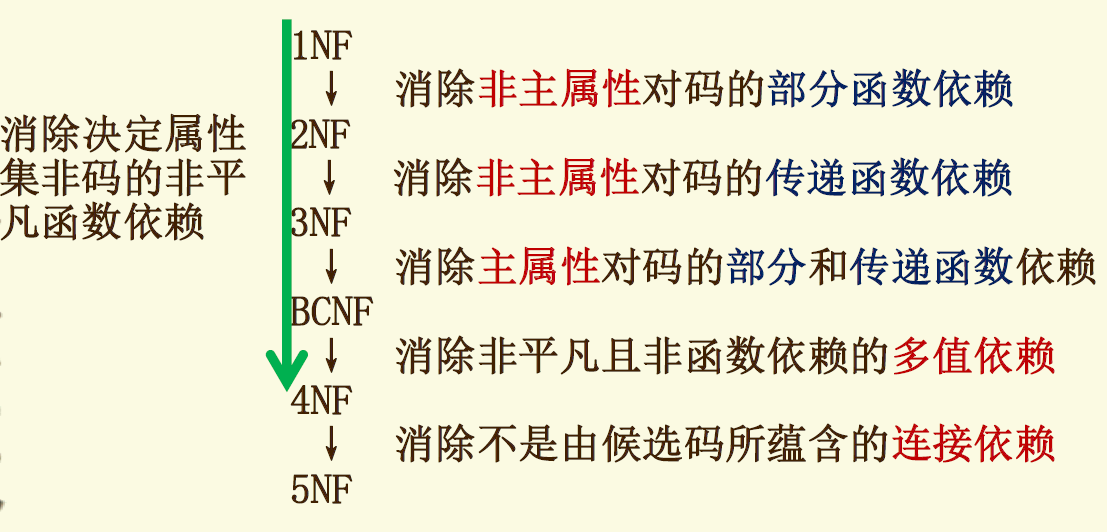 1NF
↓ 消除非主属性对码的部分函数依赖
消除决定属性
2NF
集非码的非平
↓ 消除非主属性对码的传递函数依赖
凡函数依赖
3NF
↓ 消除主属性对码的部分和传递函数依赖
BCNF
↓ 消除非平凡且非函数依赖的多值依赖
4NF
↓ 消除不是由候选码所蕴含的连接依赖
5NF